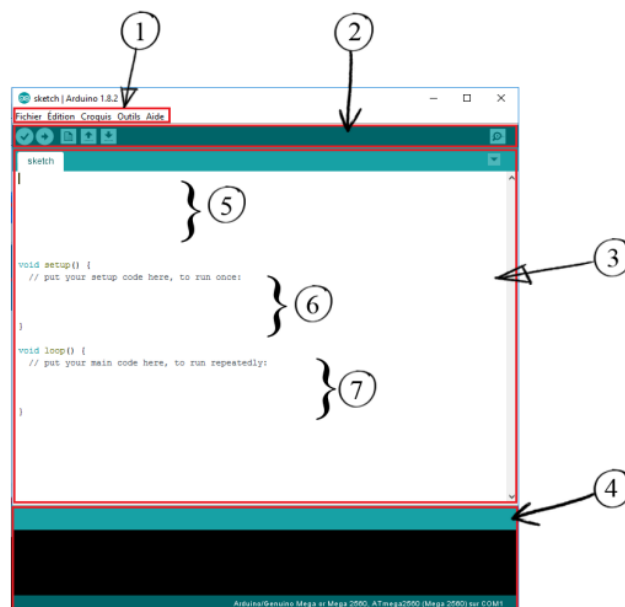 1
2
sketch | Arduino 1.8.2
Fichier Édition Croquis Outils Aide
sketch
5
3
void setup() {
// put your setup code here, to run once:
6
}
void loop() {
// put your main code here, to run repeatedly:
7
}
4
Arduino/Genuino Mega or Mega 2560, ATmega2560 (Mega 2560) sur COM1